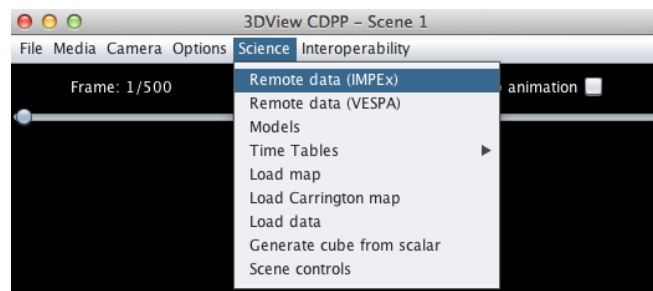 3DView CDPP – Scene 1
File Media Camera Options Science Interoperability
Frame: 1/500
animation
Remote data (IMPEx)
Remote data (VESPA)
Models
Time Tables
Load map
Load Carrington map
Load data
Generate cube from scalar
Scene controls